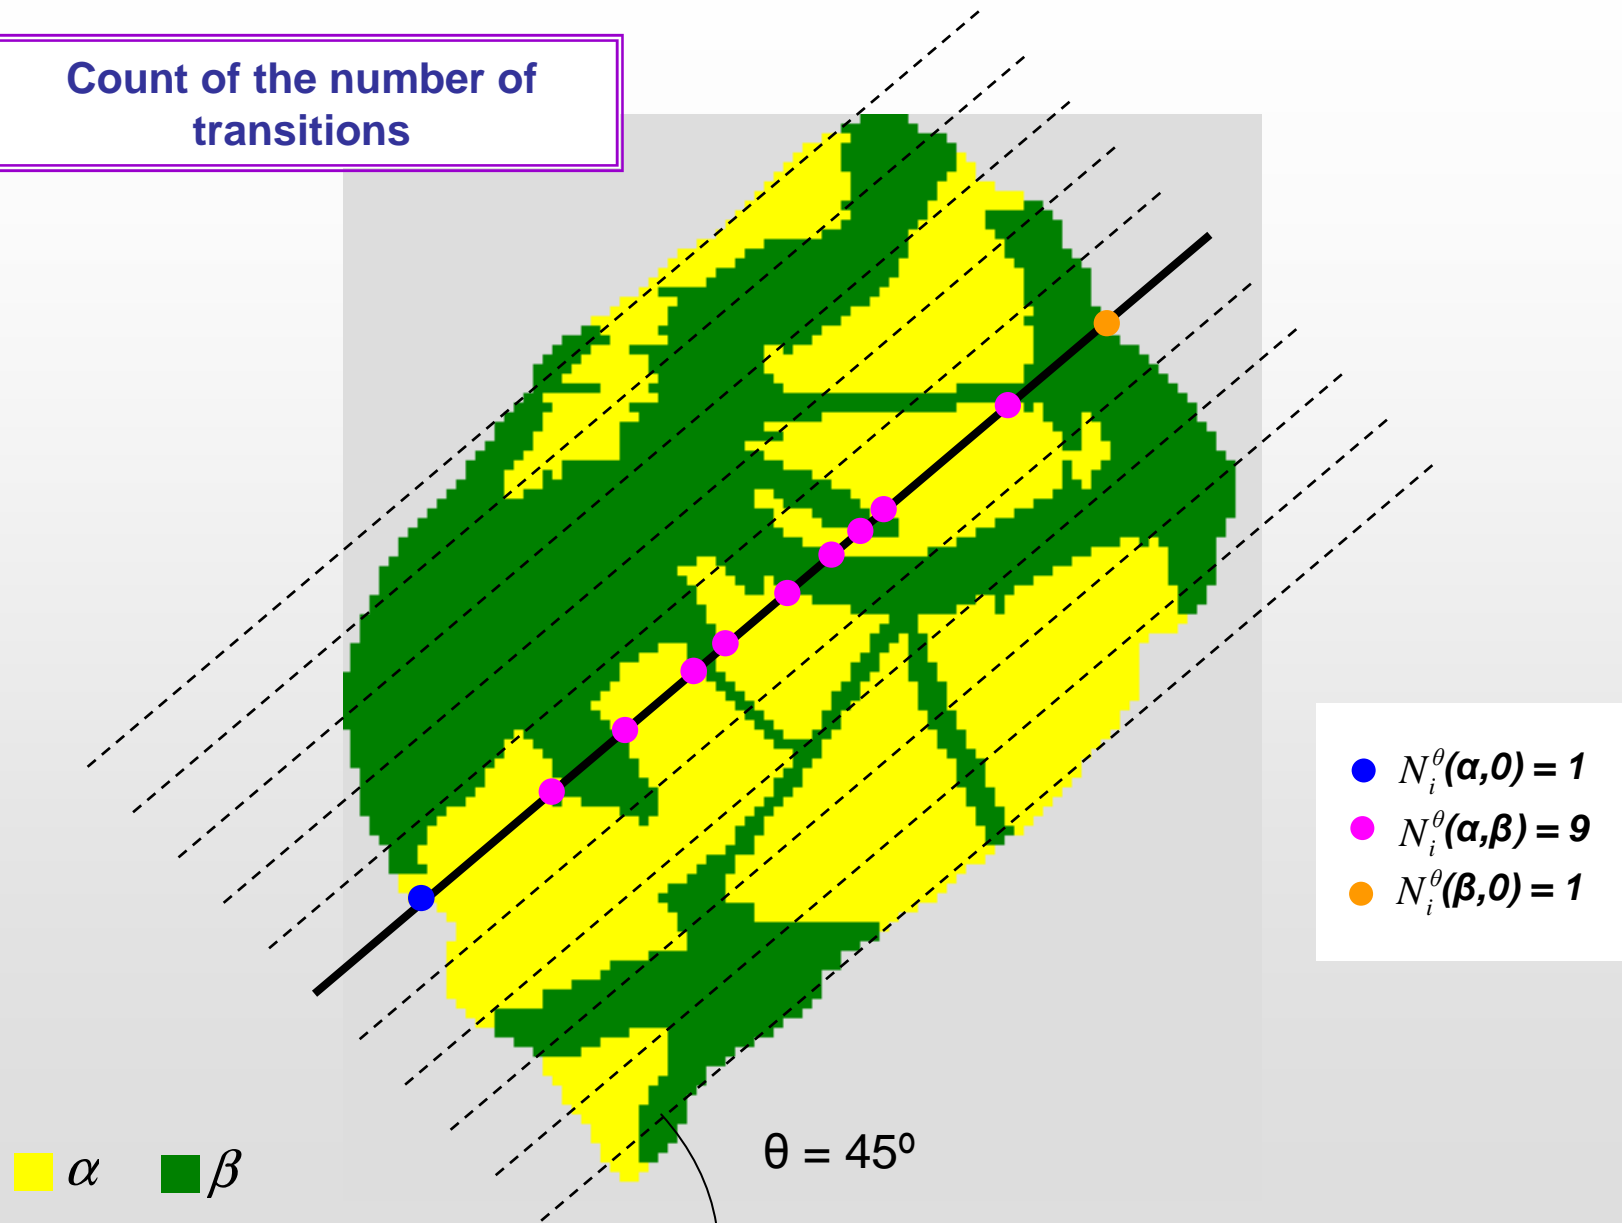 Count of the number of
transitions
N_i^θ(α,0) = 1
N_i^θ(α,β) = 9
N_i^θ(β,0) = 1
θ = 45º
α β